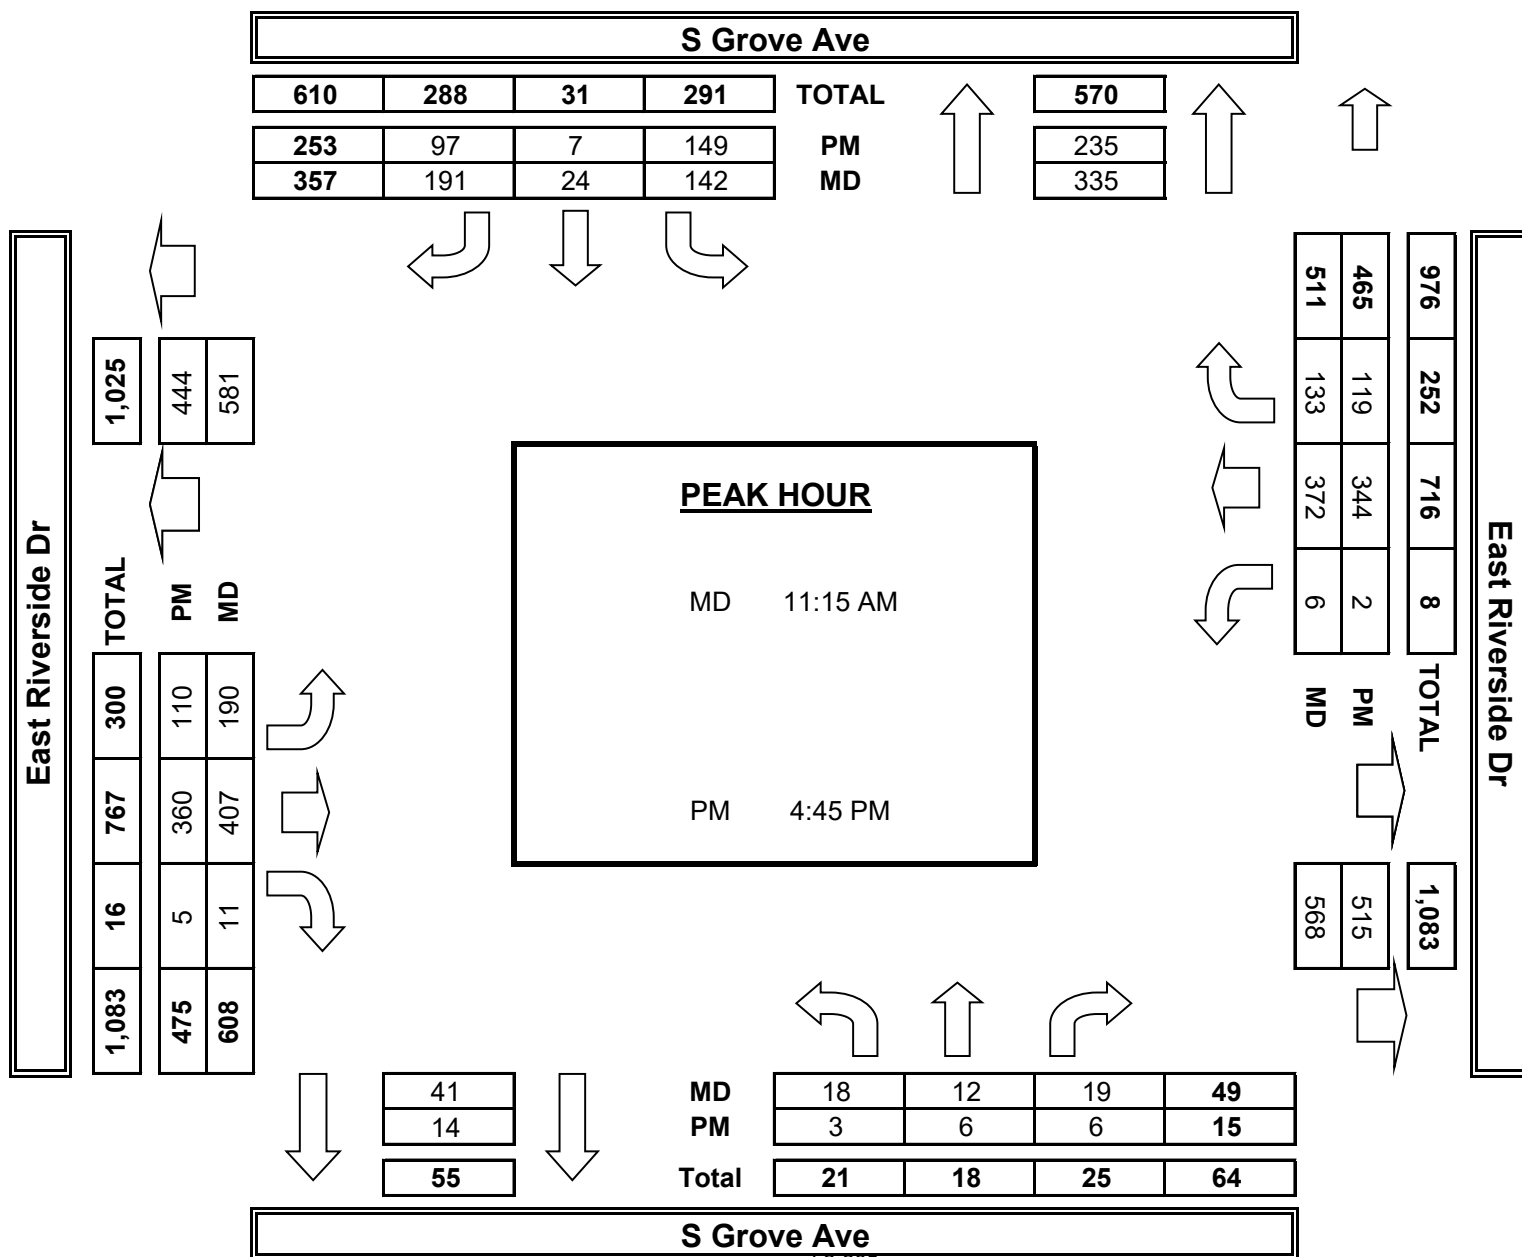 S Grove Ave
610 288 31 291 TOTAL 570
253 97 7 149 PM 235
357 191 24 142 MD 335
East Riverside Dr
1,025 444 581
TOTAL PM MD
300 110 190
767 360 407
16 5 11
1,083 475 608
PEAK HOUR
MD 11:15 AM
PM 4:45 PM
511 465 976
133 119 252
372 344 716
6 2 8
MD PM TOTAL
568 515 1,083
East Riverside Dr
41 MD 18 12 19 49
14 PM 3 6 6 15
55 Total 21 18 25 64
S Grove Ave